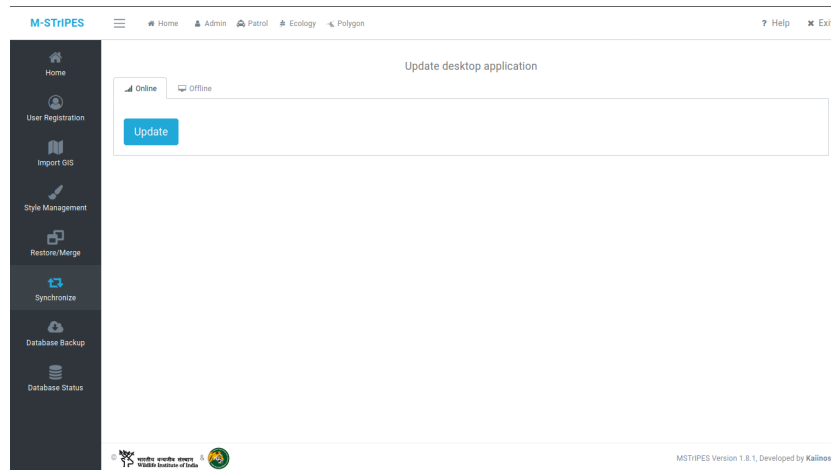 M-STrIPES
Home Admin Patrol Ecology Polygon
? Help Exi
Home
User Registration
Import GIS
Style Management
Restore/Merge
Synchronize
Database Backup
Database Status
Update desktop application
Online Offline
Update
© भारतीय वन्यजीव संस्थान &
Wildlife Institute of India
MSTrIPES Version 1.8.1, Developed by Kaiinos